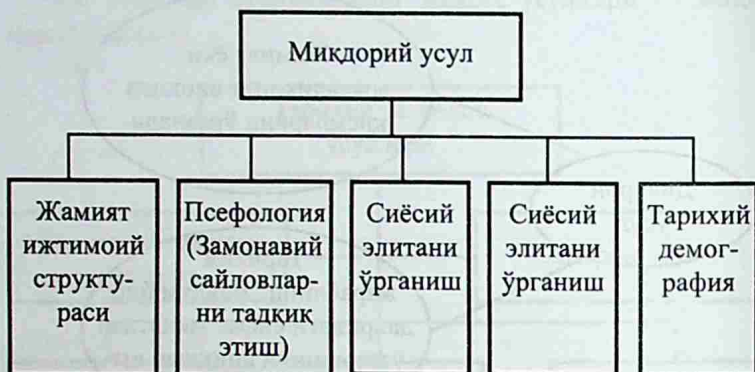 Миқдорий усул
Жамият
ижтимоий
структу-
раси
Псефология
(Замонавий
сайловлар-
ни тадқиқ
этиш)
Сиёсий
элитани
ўрганиш
Сиёсий
элитани
ўрганиш
Тарихий
демог-
рафия